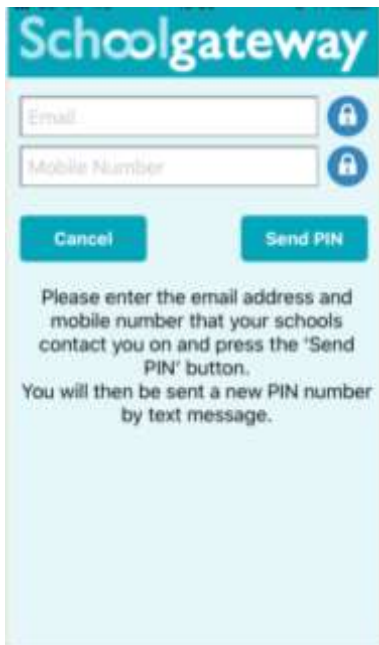 Schoolgateway
Email
Mobile Number
Cancel
Send PIN
Please enter the email address and
mobile number that your schools
contact you on and press the 'Send
PIN' button.
You will then be sent a new PIN number
by text message.